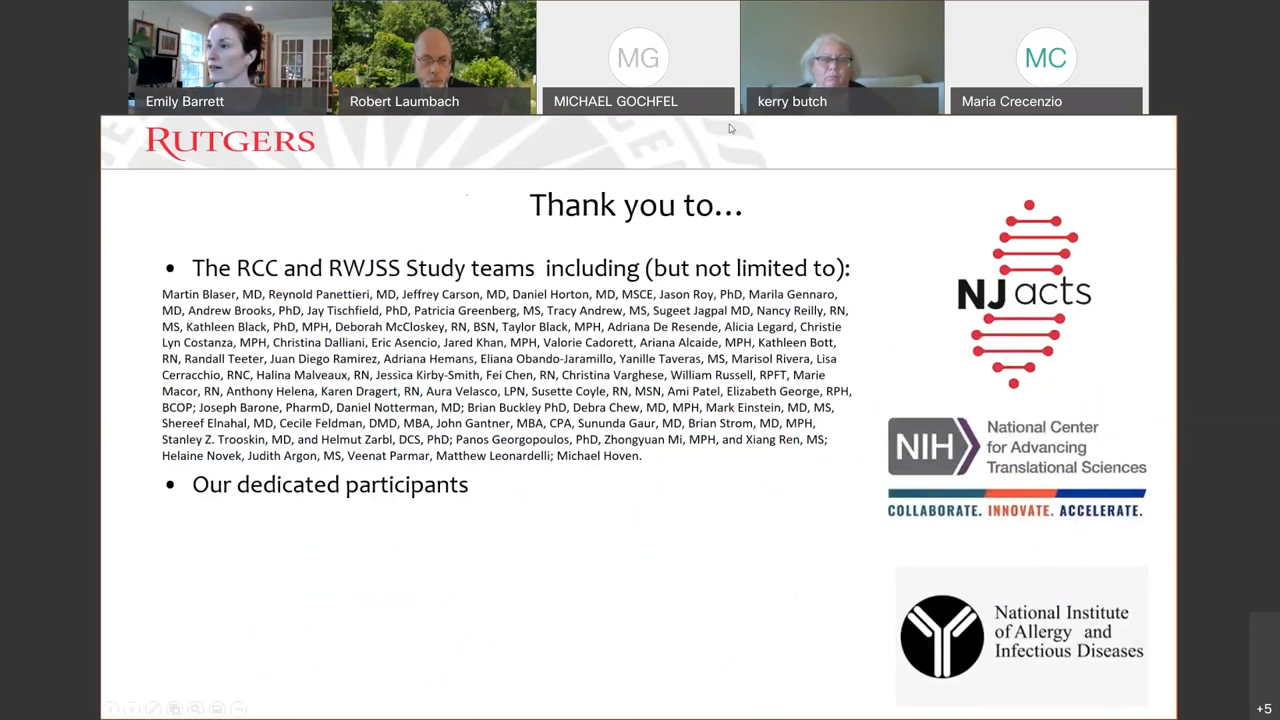 MG
MC
Emily Barrett
Robert Laumbach
MICHAEL GOCHFEL
kerry butch
Maria Crecenzio
RUTGERS
Thank you to...
• The RCC and RWJSS Study teams  including (but not limited to):
Martin Blaser, MD, Reynold Panettieri, MD, Jeffrey Carson, MD, Daniel Horton, MD, MSCE, Jason Roy, PhD, Marila Gennaro,
MD, Andrew Brooks, PhD, Jay Tischfield, PhD, Patricia Greenberg, MS, Tracy Andrew, MS, Sugeet Jagpal MD, Nancy Reilly, RN,
MS, Kathleen Black, PhD, MPH, Deborah McCloskey, RN, BSN, Taylor Black, MPH, Adriana De Resende, Alicia Legard, Christie
Lyn Costanza, MPH, Christina Dalliani, Eric Asencio, Jared Khan, MPH, Valorie Cadorett, Ariana Alcaide, MPH, Kathleen Bott,
RN, Randall Teeter, Juan Diego Ramirez, Adriana Hemans, Eliana Obando-Jaramillo, Yanille Taveras, MS, Marisol Rivera, Lisa
Cerracchio, RNC, Halina Malveaux, RN, Jessica Kirby-Smith, Fei Chen, RN, Christina Varghese, William Russell, RPFT, Marie
Macor, RN, Anthony Helena, Karen Dragert, RN, Aura Velasco, LPN, Susette Coyle, RN, MSN, Ami Patel, Elizabeth George, RPH,
BCOP; Joseph Barone, PharmD, Daniel Notterman, MD; Brian Buckley PhD, Debra Chew, MD, MPH, Mark Einstein, MD, MS,
Shereef Elnahal, MD, Cecile Feldman, DMD, MBA, John Gantner, MBA, CPA, Sununda Gaur, MD, Brian Strom, MD, MPH,
Stanley Z. Trooskin, MD, and Helmut Zarbl, DCS, PhD; Panos Georgopoulos, PhD, Zhongyuan Mi, MPH, and Xiang Ren, MS;
Helaine Novek, Judith Argon, MS, Veenat Parmar, Matthew Leonardelli; Michael Hoven.
• Our dedicated participants
NJ acts
NIH
National Center
for Advancing
Translational Sciences
COLLABORATE. INNOVATE. ACCELERATE.
National Institute
of Allergy and
Infectious Diseases
+5